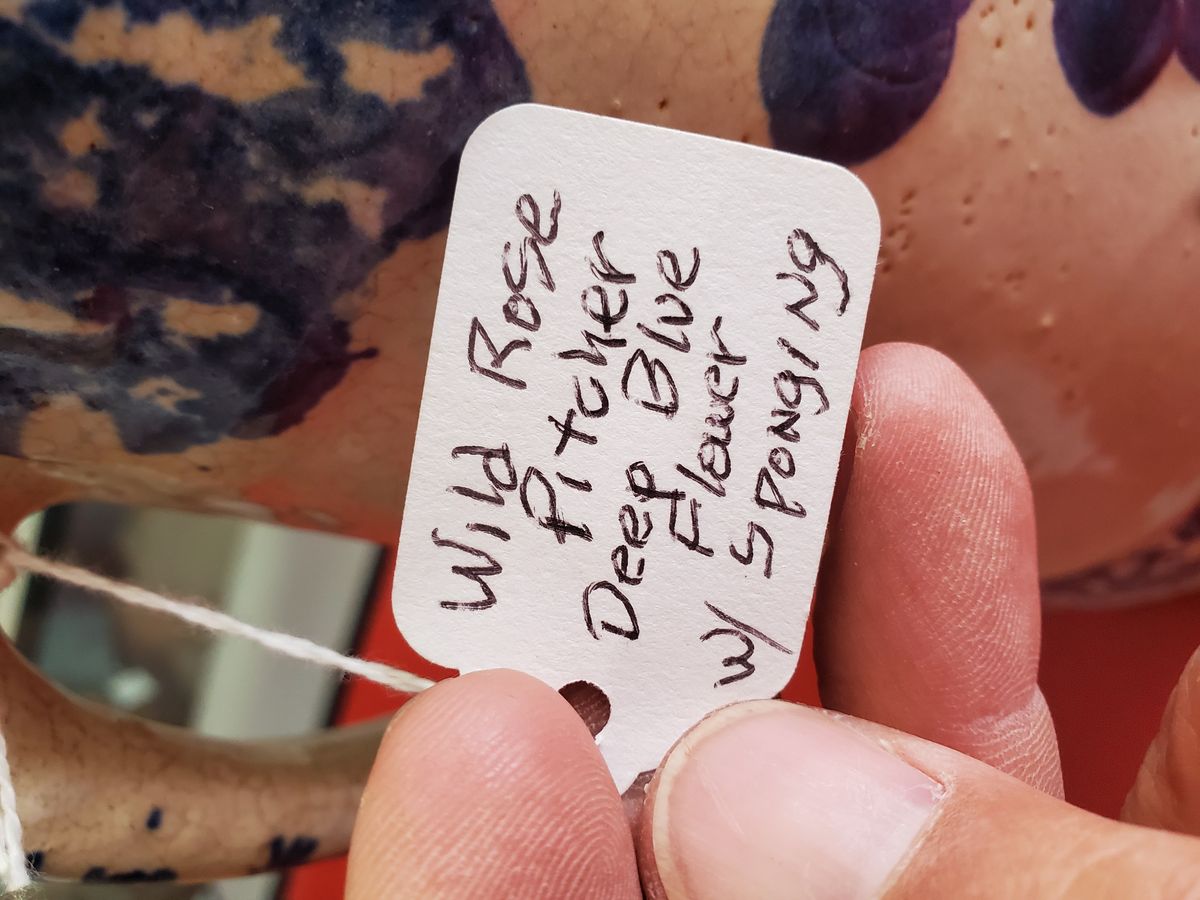 Wild Rose
Pitcher
Deep Blue
Flower
w/ SPONgiNg